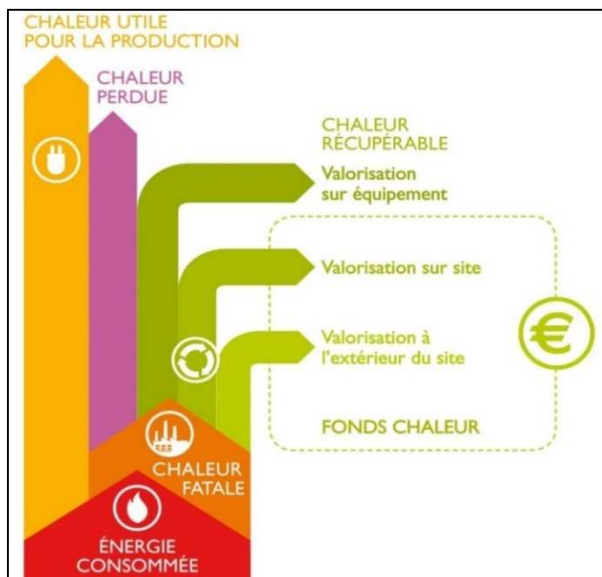 CHALEUR UTILE
POUR LA PRODUCTION
CHALEUR
PERDUE
CHALEUR
RÉCUPÉRABLE
Valorisation
sur équipement
Valorisation sur site
Valorisation à
l'extérieur du site
€
FONDS CHALEUR
CHALEUR
FATALE
ÉNERGIE
CONSOMMÉE